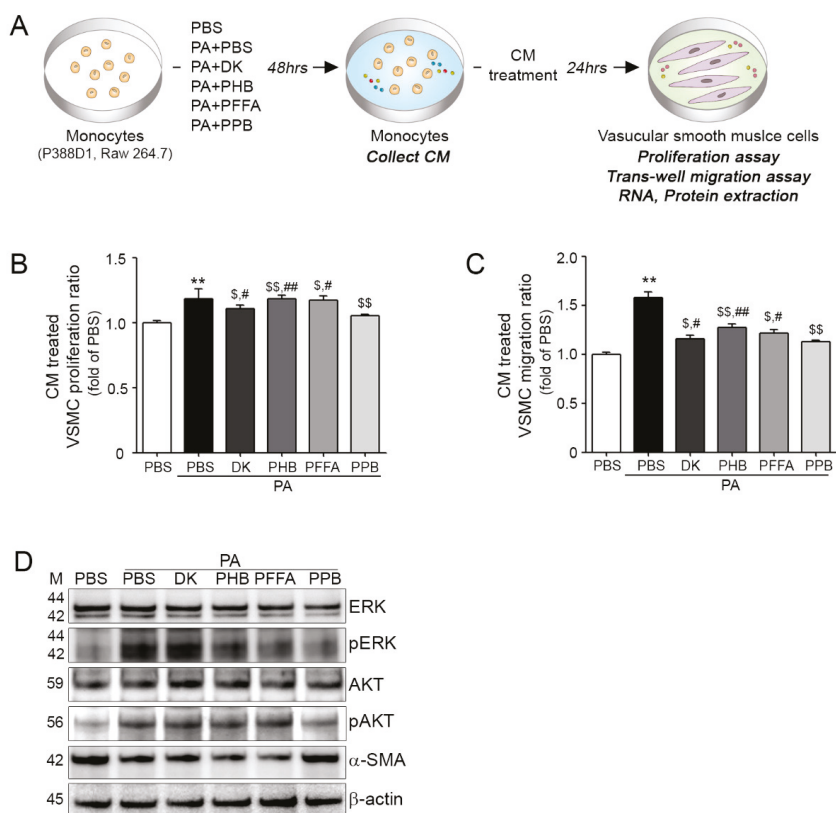 A
PBS
PA+PBS
PA+DK
PA+PHB
PA+PFFA
PA+PPB
48hrs
CM
treatment
24hrs
Monocytes
(P388D1, Raw 264.7)
Monocytes
Collect CM
Vasucular smooth muslce cells
Proliferation assay
Trans-well migration assay
RNA, Protein extraction
B
CM treated
VSMC proliferation ratio
(fold of PBS)
1.5
1.0
0.5
0
**
$,#
$$,##
$,#
$$
PBS PBS DK PHB PFFA PPB
PA
C
CM treated
VSMC migration ratio
(fold of PBS)
2.0
1.5
1.0
0.5
0.0
**
$,#
$$,##
$,#
$$
PBS PBS DK PHB PFFA PPB
PA
D
PA
M PBS PBS DK PHB PFFA PPB
44
42 ERK
44
42 pERK
59 AKT
56 pAKT
42 α-SMA
45 β-actin